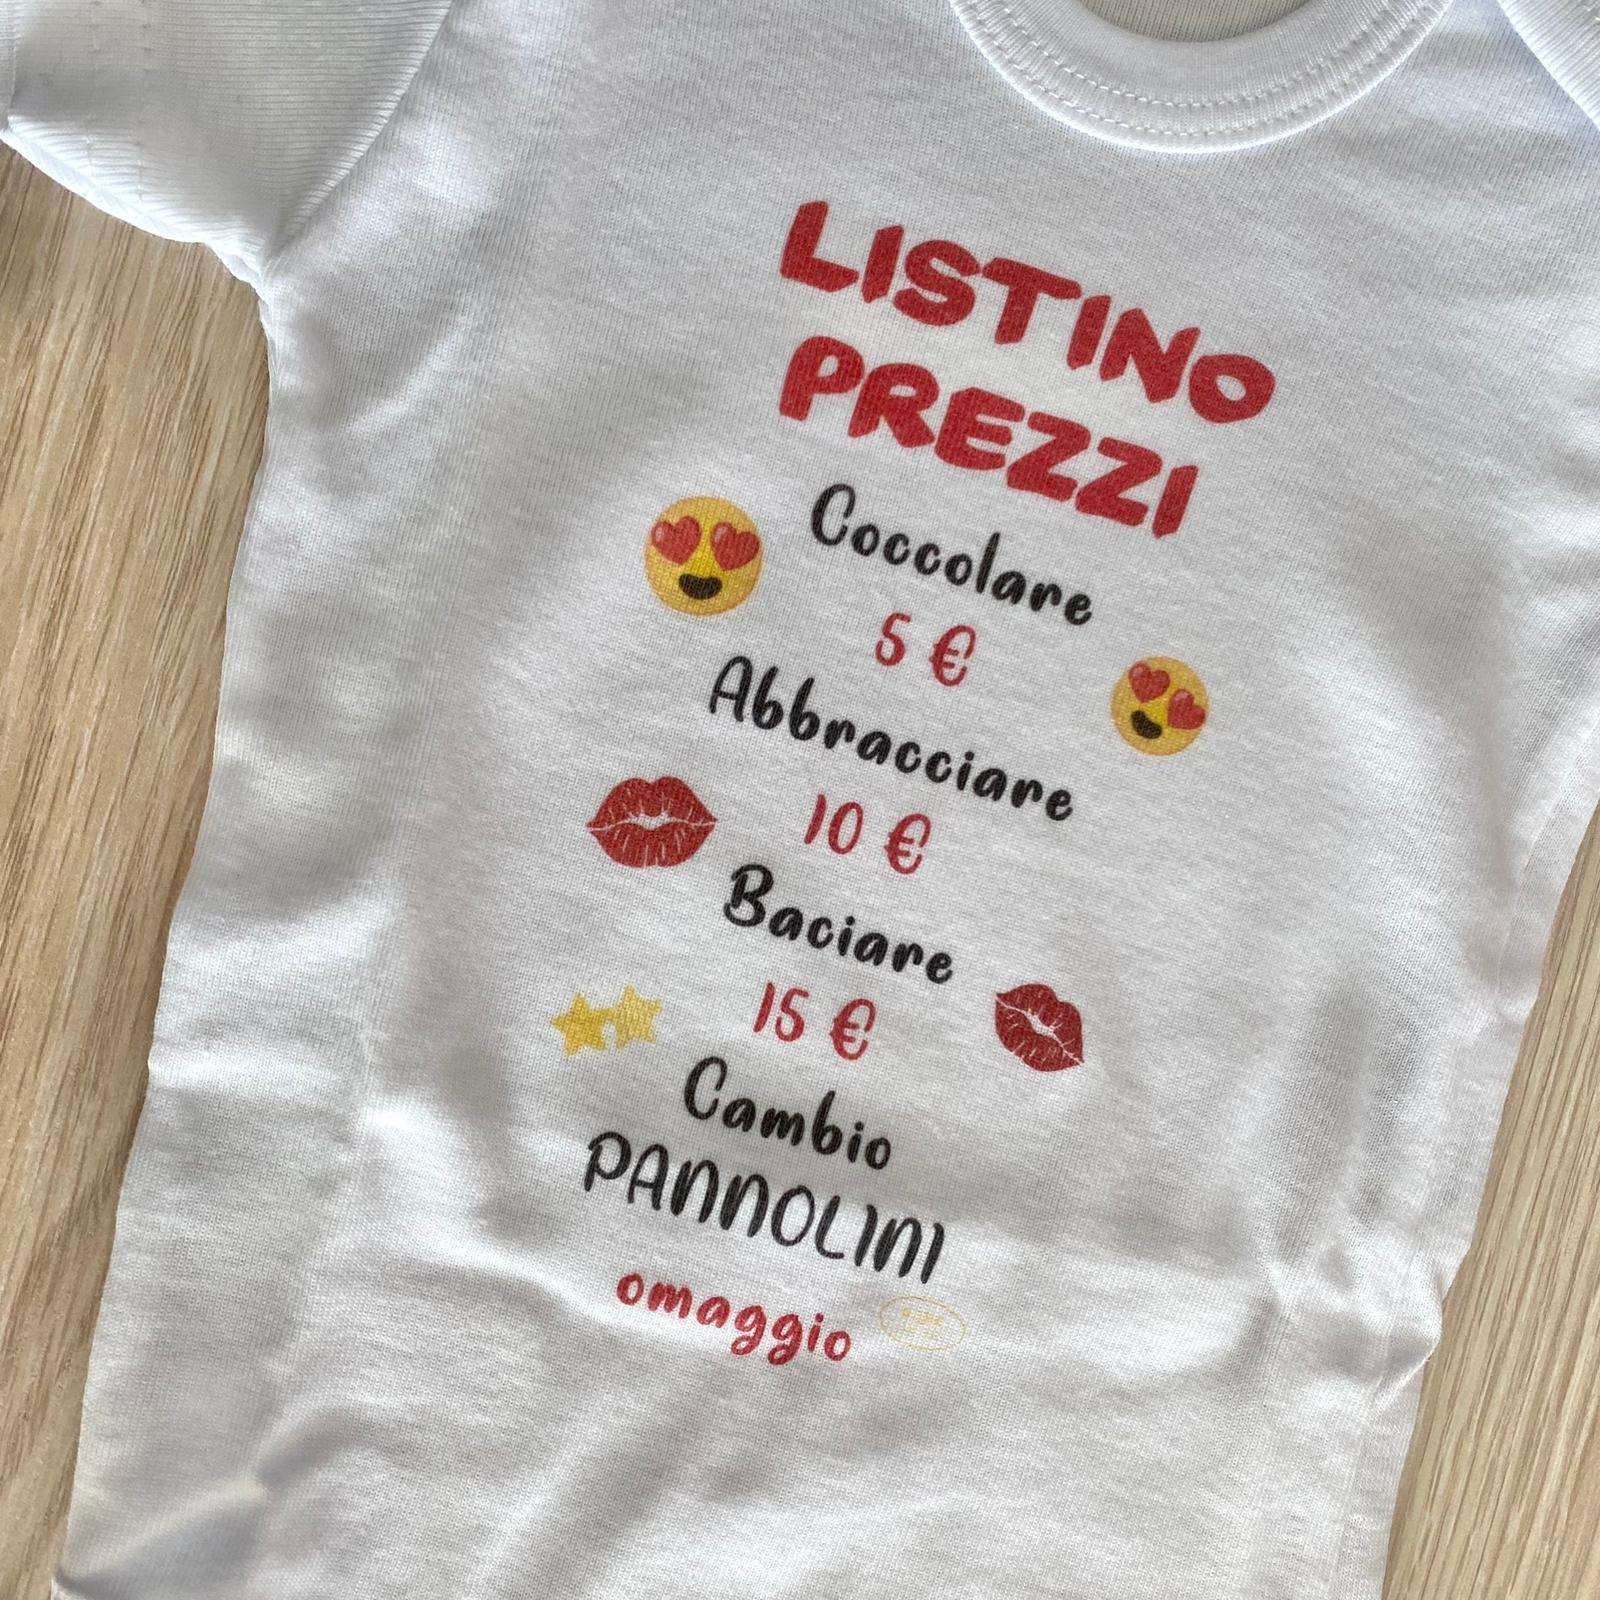 LISTINO
PREZZI
Coccolare
5 €
Abbracciare
10 €
Baciare
15 €
Cambio
PANNOLINI
omaggio